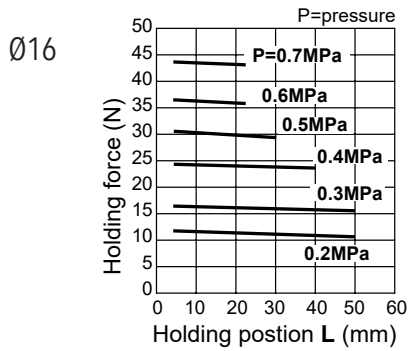 P=pressure
Ø16
50
45
40
35
30
25
20
15
10
5
0
Holding force (N)
P=0.7MPa
0.6MPa
0.5MPa
0.4MPa
0.3MPa
0.2MPa
0 10 20 30 40 50 60
Holding postion L (mm)